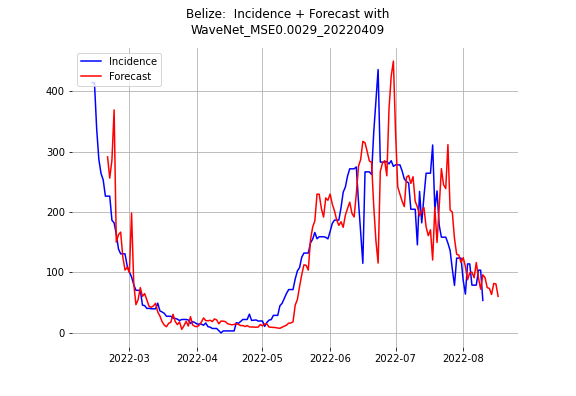 Belize:  Incidence + Forecast with
WaveNet_MSE0.0029_20220409
Incidence
Forecast
400
300
200
100
0
2022-03
2022-04
2022-05
2022-06
2022-07
2022-08